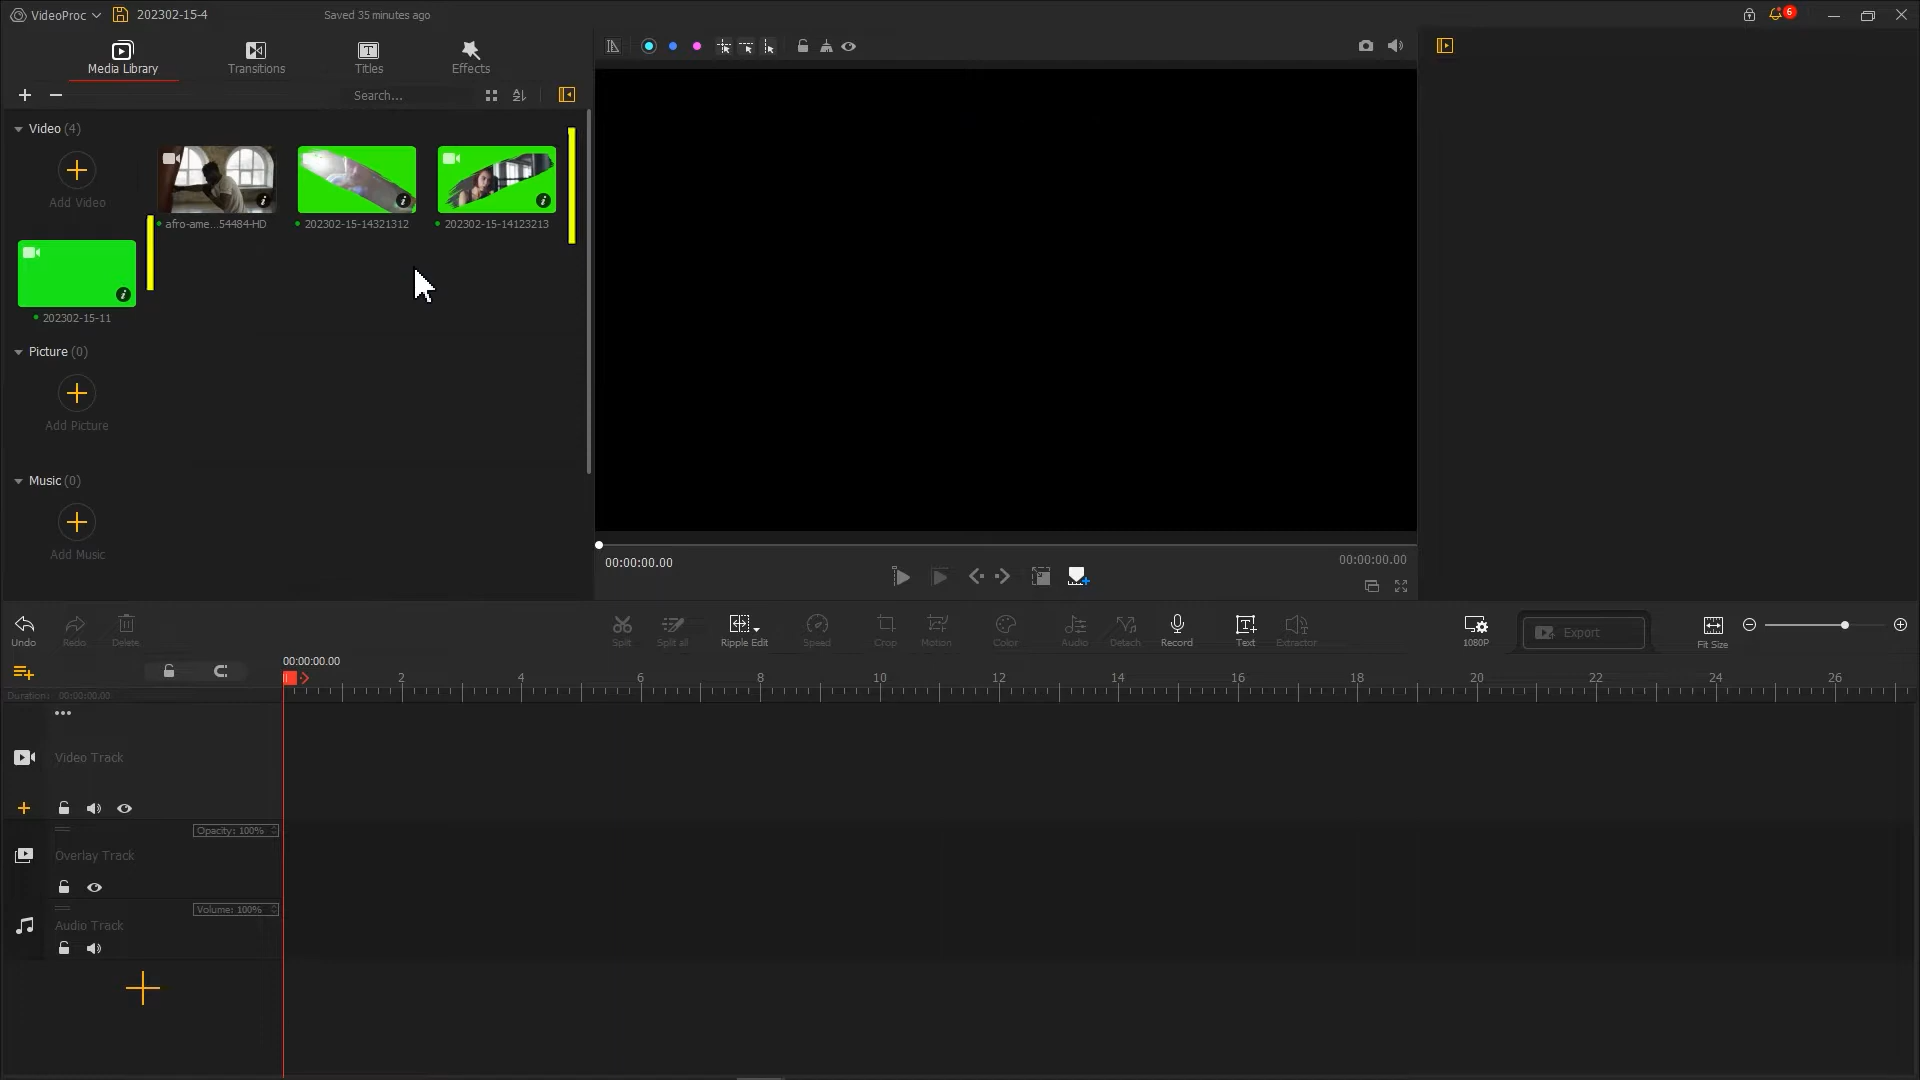 VideoProc
202302-15-4
Saved 35 minutes ago
6
Media Library
Transitions
Titles
Effects
Search...
Video (4)
Add Video
afro-ame...54484-HD
202302-15-14321312
202302-15-14123213
202302-15-11
Picture (0)
Add Picture
Music (0)
Add Music
00:00:00.00
00:00:00.00
Undo
Redo
Delete
Split
Split all
Ripple Edit
Speed
Crop
Motion
Color
Audio
Detach
Record
Text
Extractor
1080P
Export
Fit Size
00:00:00.00
2 4 6 8 10 12 14 16 18 20 22 24 26
Duration: 00:00:00.00
Video Track
Opacity: 100%
Overlay Track
Volume: 100%
Audio Track